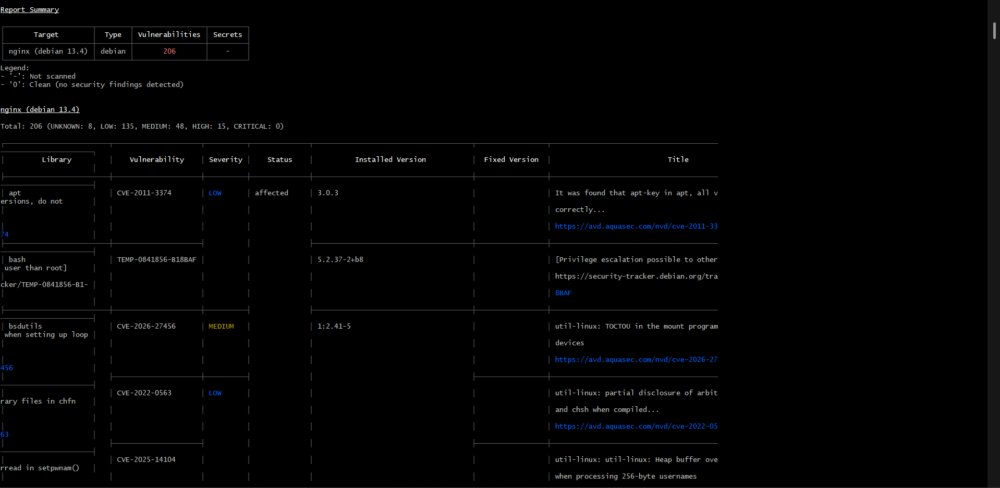 Report Summary
Target Type Vulnerabilities Secrets
nginx (debian 13.4) debian 206 -
Legend:
- '-': Not scanned
- '0': Clean (no security findings detected)
nginx (debian 13.4)
Total: 206 (UNKNOWN: 8, LOW: 135, MEDIUM: 48, HIGH: 15, CRITICAL: 0)
Library Vulnerability Severity Status Installed Version Fixed Version Title
apt CVE-2011-3374 LOW affected 3.0.3 It was found that apt-key in apt, all v
ersions, do not
correctly...
https://avd.aquasec.com/nvd/cve-2011-33
74
bash TEMP-0841856-B18BAF 5.2.37-2+b8 [Privilege escalation possible to other
user than root]
https://security-tracker.debian.org/tra
cker/TEMP-0841856-B1-
8BAF
bsdutils CVE-2026-27456 MEDIUM 1:2.41-5 util-linux: TOCTOU in the mount program
when setting up loop
devices
https://avd.aquasec.com/nvd/cve-2026-27
456
CVE-2022-0563 LOW util-linux: partial disclosure of arbit
rary files in chfn
and chsh when compiled...
https://avd.aquasec.com/nvd/cve-2022-05
63
CVE-2025-14104 util-linux: util-linux: Heap buffer ove
rread in setpwnam()
when processing 256-byte usernames